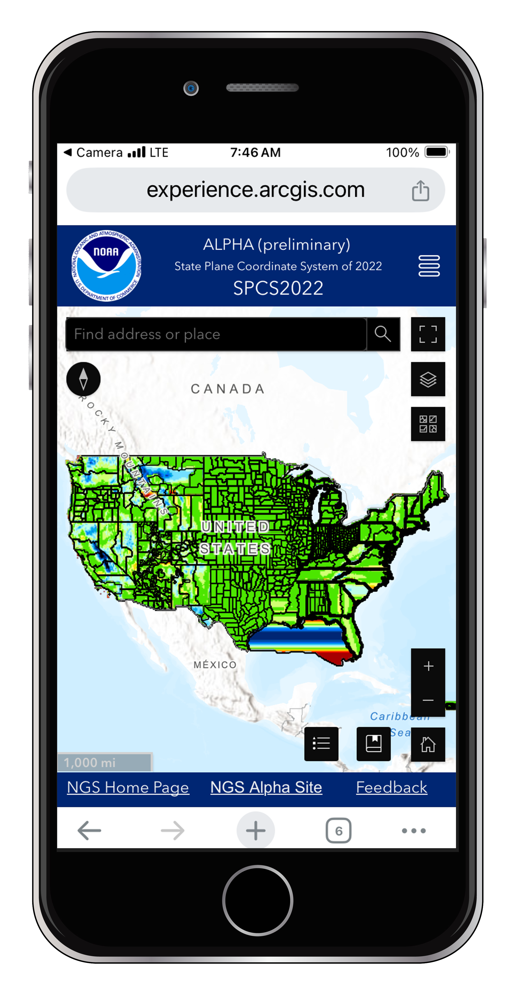 Camera LTE 7:46 AM 100%
experience.arcgis.com
NATIONAL OCEANIC AND ATMOSPHERIC ADMINISTRATION
NOAA
U.S. DEPARTMENT OF COMMERCE
ALPHA (preliminary)
State Plane Coordinate System of 2022
SPCS2022
Find address or place
CANADA
ROCKY MOUNTAINS
UNITED
STATES
MÉXICO
Caribbean
Sea
1,000 mi
NGS Home Page NGS Alpha Site Feedback
6